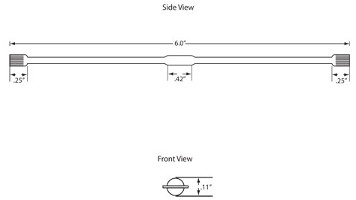 Side View
6.0"
.25"
.42"
.25"
Front View
.11"